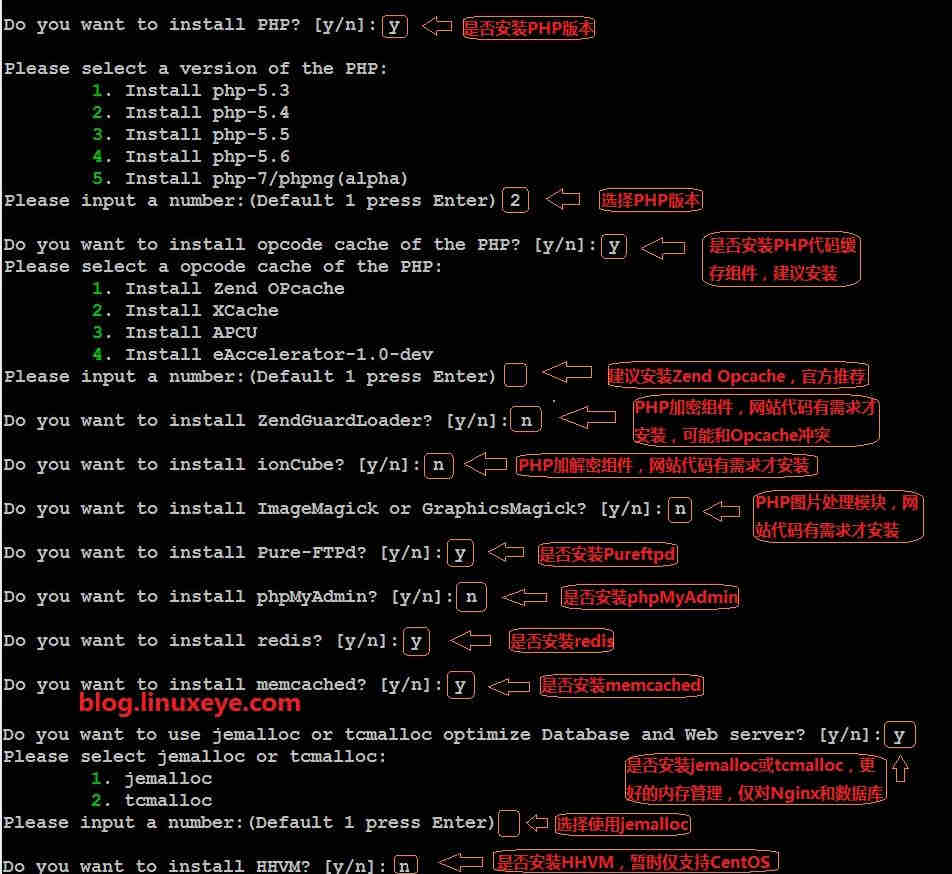 Do you want to install PHP? [y/n]: y 是否安装PHP版本
Please select a version of the PHP:
1. Install php-5.3
2. Install php-5.4
3. Install php-5.5
4. Install php-5.6
5. Install php-7/phpng(alpha)
Please input a number:(Default 1 press Enter) 2 选择PHP版本
Do you want to install opcode cache of the PHP? [y/n]: y 是否安装PHP代码缓
存组件，建议安装
Please select a opcode cache of the PHP:
1. Install Zend OPcache
2. Install XCache
3. Install APCU
4. Install eAccelerator-1.0-dev
Please input a number:(Default 1 press Enter) 建议安装Zend Opcache，官方推荐
Do you want to install ZendGuardLoader? [y/n]: n PHP加密组件，网站代码有需求才
安装，可能和Opcache冲突
Do you want to install ionCube? [y/n]: n PHP加解密组件，网站代码有需求才安装
Do you want to install ImageMagick or GraphicsMagick? [y/n]: n PHP图片处理模块，网
站代码有需求才安装
Do you want to install Pure-FTPd? [y/n]: y 是否安装Pureftpd
Do you want to install phpMyAdmin? [y/n]: n 是否安装phpMyAdmin
Do you want to install redis? [y/n]: y 是否安装redis
Do you want to install memcached? [y/n]: y 是否安装memcached
blog.linuxeye.com
Do you want to use jemalloc or tcmalloc optimize Database and Web server? [y/n]: y
Please select jemalloc or tcmalloc:
是否安装jemalloc或tcmalloc，更
好的内存管理，仅对Nginx和数据库
1. jemalloc
2. tcmalloc
Please input a number:(Default 1 press Enter) 选择使用jemalloc
Do you want to install HHVM? [y/n]: n 是否安装HHVM，暂时仅支持CentOS